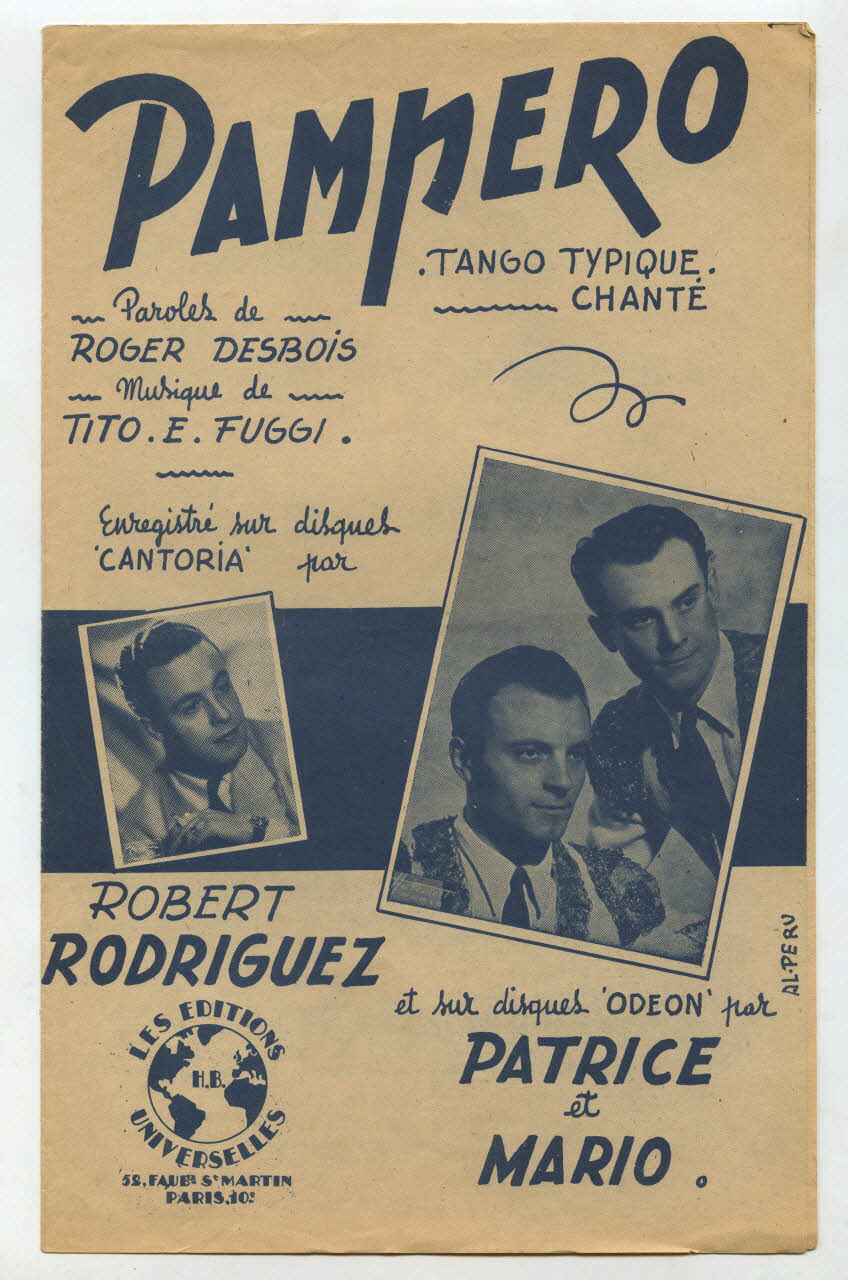 PAMPERO
.TANGO TYPIQUE.
CHANTÉ
Paroles de
ROGER DESBOIS
Musique de
TITO.E.FUGGI.
Enregistré sur disques
'CANTORIA' par
ROBERT
RODRIGUEZ
et sur disques 'ODEON' par
PATRICE
et
MARIO.
AL.PERU
LES EDITIONS
H.B.
UNIVERSELLES
52, FAUBG ST MARTIN
PARIS.10e